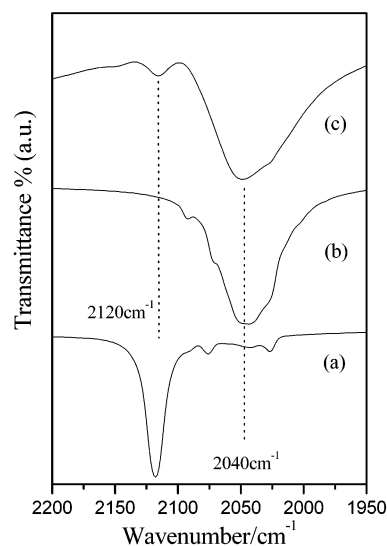 Transmittance % (a.u.)
(c)
(b)
2120cm⁻¹
(a)
2040cm⁻¹
2200 2150 2100 2050 2000 1950
Wavenumber/cm⁻¹